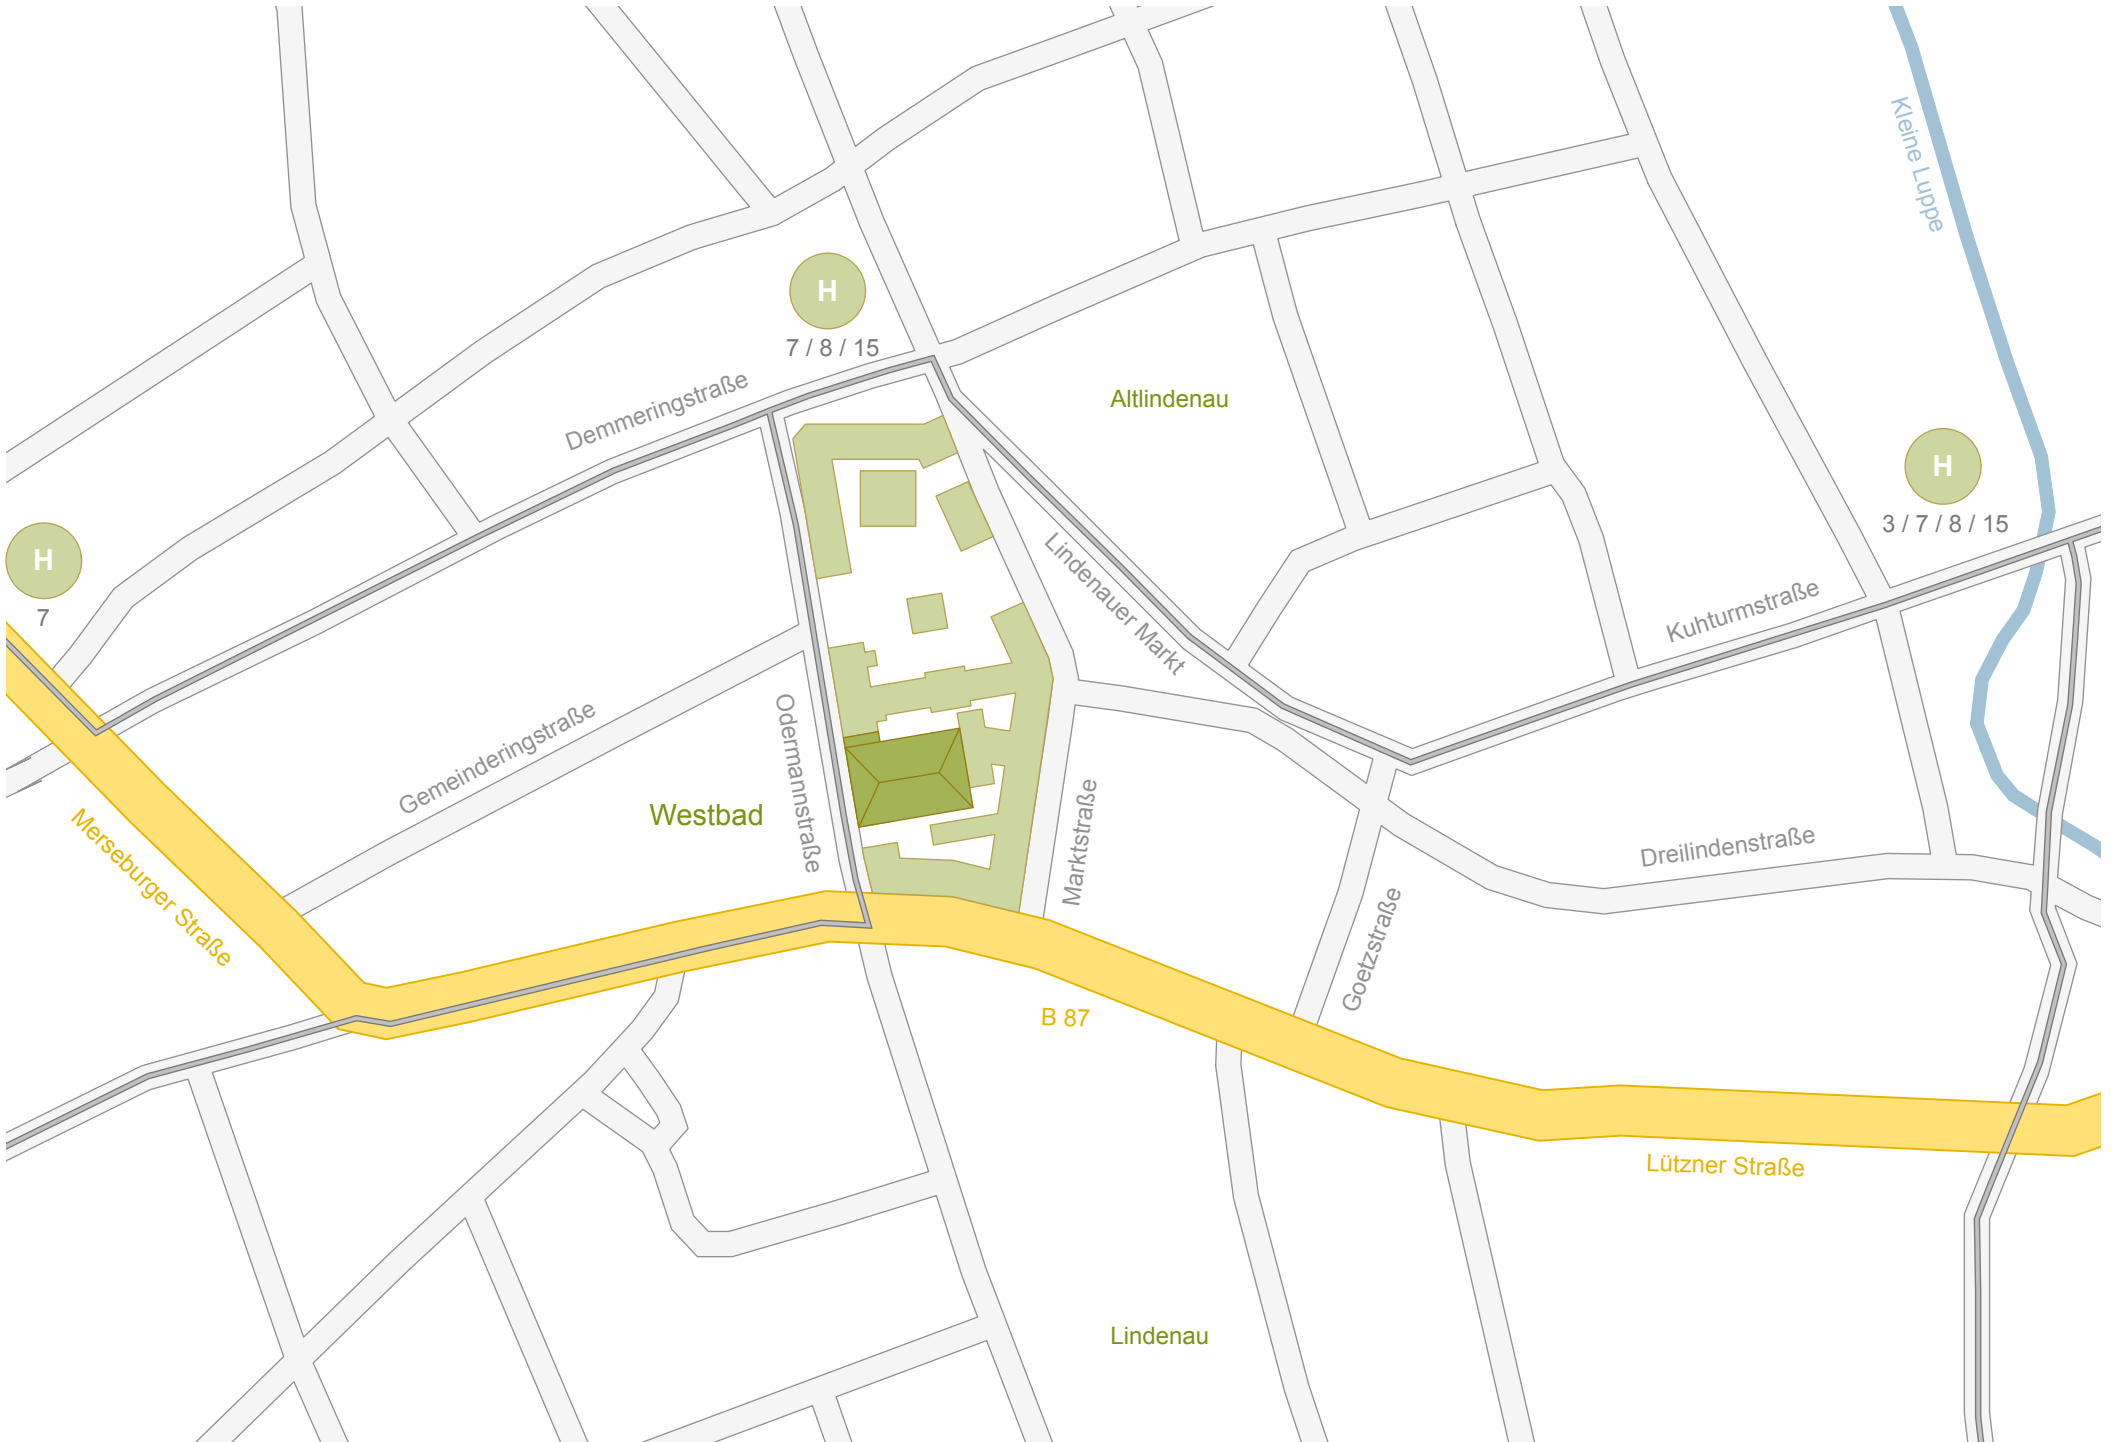 Kleine Luppe
H
7 / 8 / 15
Demmeringstraße
Altlindenau
H
3 / 7 / 8 / 15
H
7
Lindenauer Markt
Kuhturmstraße
Gemeinderingstraße
Odermannstraße
Westbad
Marktstraße
Merseburger Straße
Dreilindenstraße
Goetzstraße
B 87
Lützner Straße
Lindenau